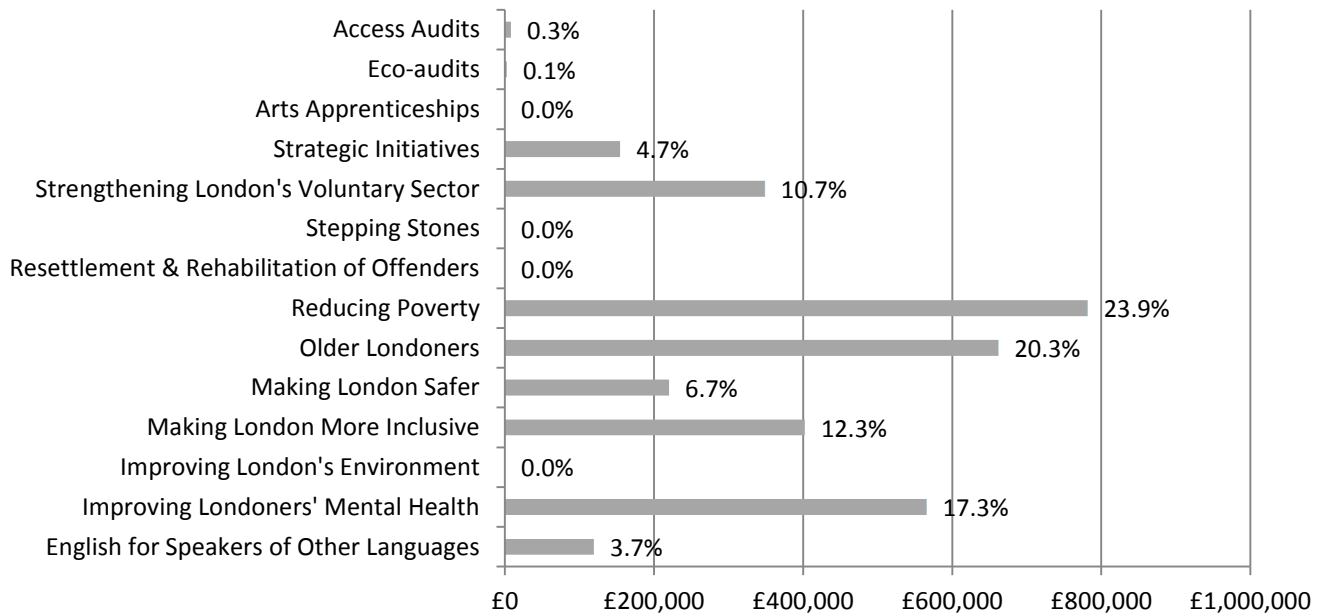 Access Audits 0.3%
Eco-audits 0.1%
Arts Apprenticeships 0.0%
Strategic Initiatives 4.7%
Strengthening London's Voluntary Sector 10.7%
Stepping Stones 0.0%
Resettlement & Rehabilitation of Offenders 0.0%
Reducing Poverty 23.9%
Older Londoners 20.3%
Making London Safer 6.7%
Making London More Inclusive 12.3%
Improving London's Environment 0.0%
Improving Londoners' Mental Health 17.3%
English for Speakers of Other Languages 3.7%
£0 £200,000 £400,000 £600,000 £800,000 £1,000,000